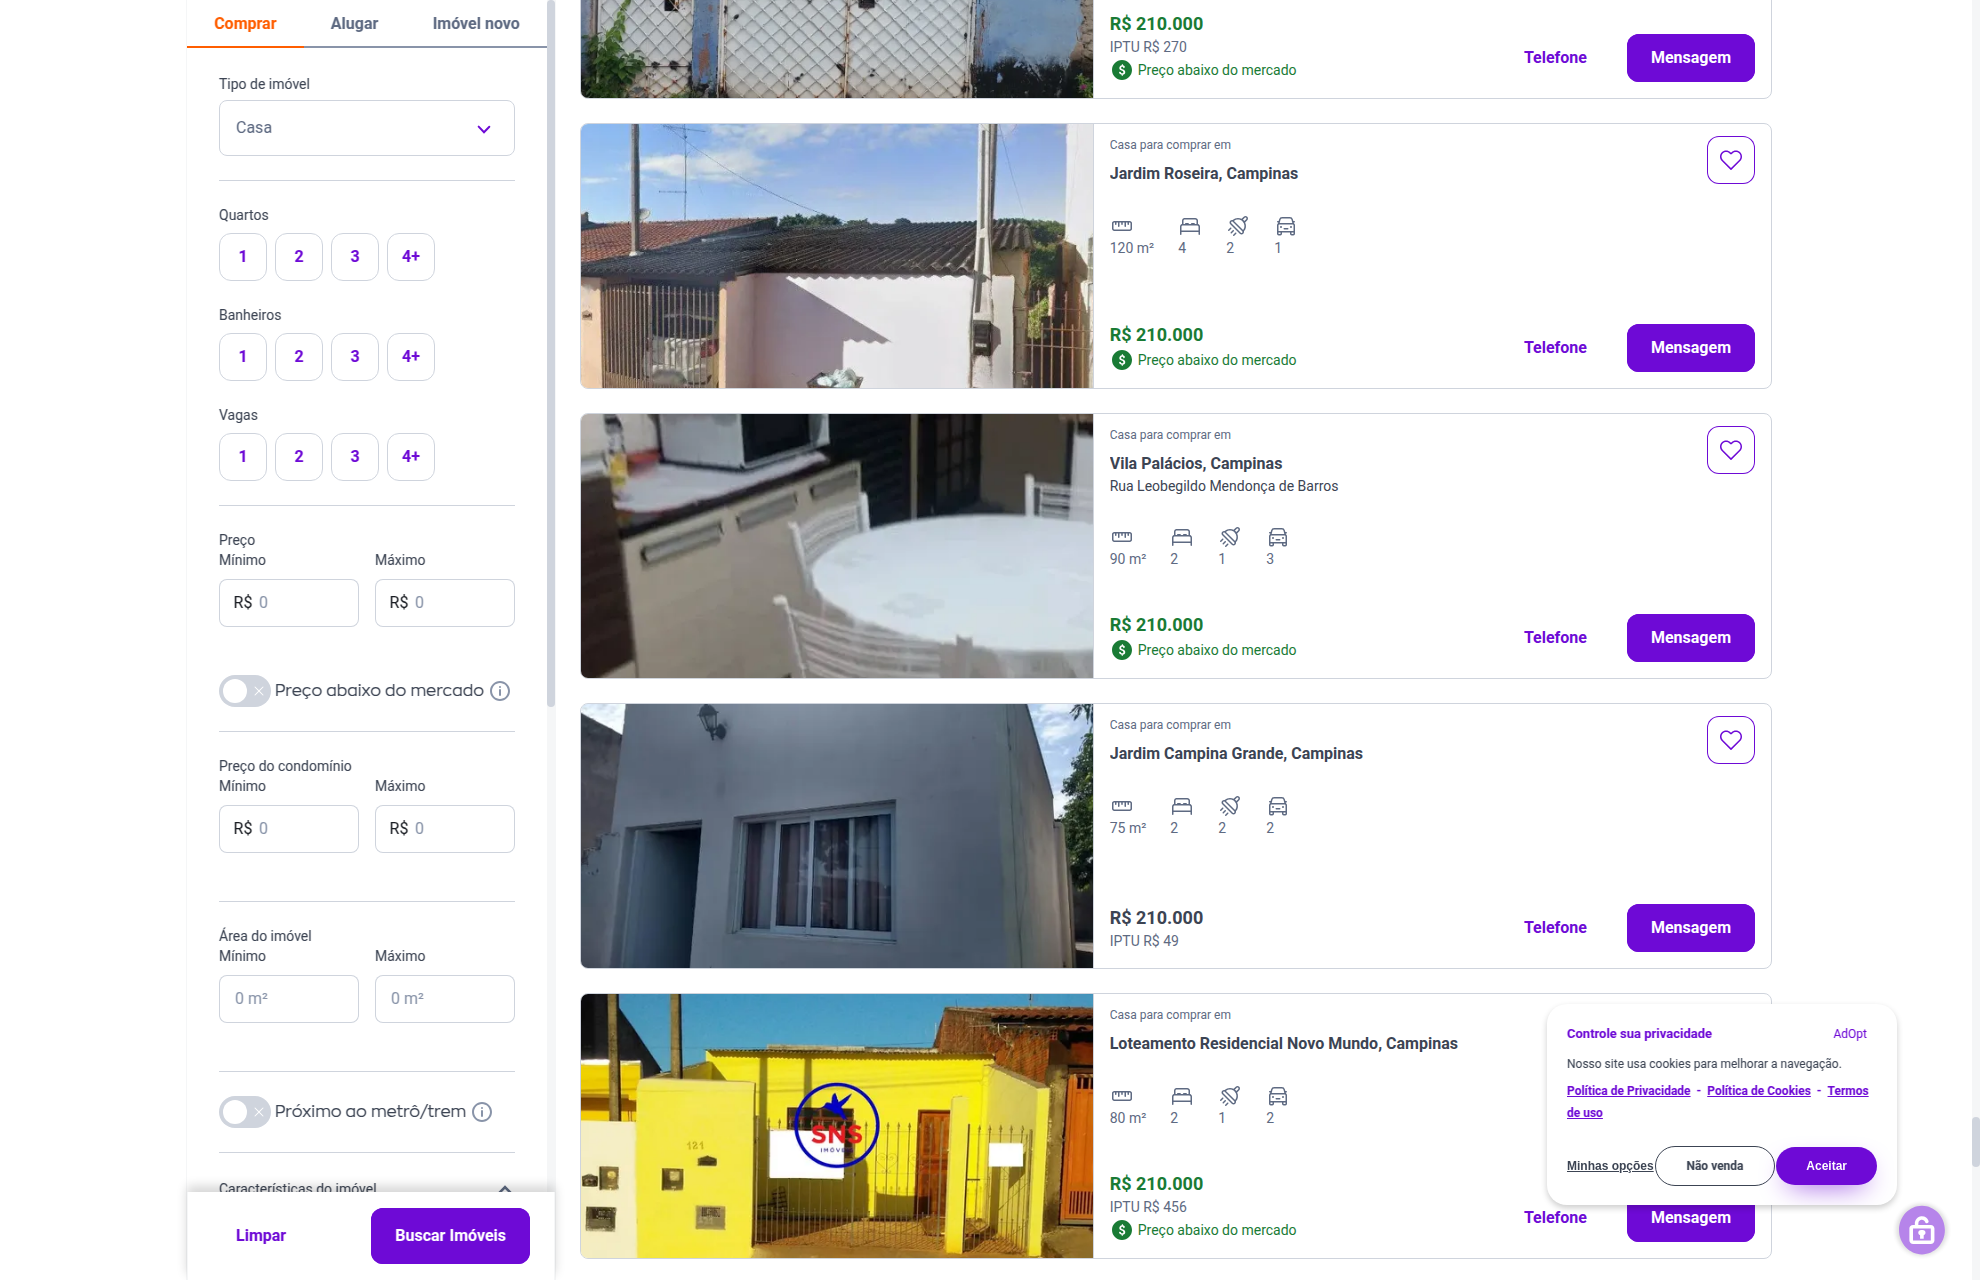 Comprar
Alugar
Imóvel novo
Tipo de imóvel
Casa
Quartos
1
2
3
4+
Banheiros
1
2
3
4+
Vagas
1
2
3
4+
Preço
Mínimo
Máximo
R$ 0
R$ 0
Preço abaixo do mercado
Preço do condomínio
Mínimo
Máximo
R$ 0
R$ 0
Área do imóvel
Mínimo
Máximo
0 m²
0 m²
Próximo ao metrô/trem
Características do imóvel
Limpar
Buscar Imóveis
R$ 210.000
IPTU R$ 270
Preço abaixo do mercado
Telefone
Mensagem
Casa para comprar em
Jardim Roseira, Campinas
120 m²
4
2
1
R$ 210.000
Preço abaixo do mercado
Telefone
Mensagem
Casa para comprar em
Vila Palácios, Campinas
Rua Leobegildo Mendonça de Barros
90 m²
2
1
3
R$ 210.000
Preço abaixo do mercado
Telefone
Mensagem
Casa para comprar em
Jardim Campina Grande, Campinas
75 m²
2
2
2
R$ 210.000
IPTU R$ 49
Telefone
Mensagem
121
SNS
IMÓVEIS
Casa para comprar em
Loteamento Residencial Novo Mundo, Campinas
80 m²
2
1
2
R$ 210.000
IPTU R$ 456
Preço abaixo do mercado
Telefone
Mensagem
Controle sua privacidade
AdOpt
Nosso site usa cookies para melhorar a navegação.
Política de Privacidade - Política de Cookies - Termos
de uso
Minhas opções
Não venda
Aceitar